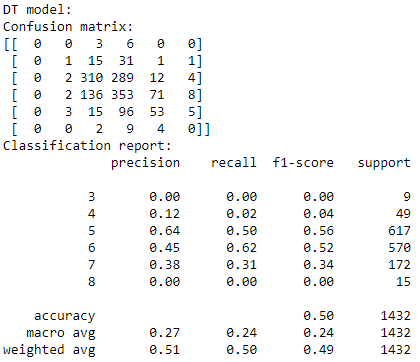 DT model:
Confusion matrix:
[[  0   0   3   6   0   0]
 [  0   1  15  31   1   1]
 [  0   2 310 289  12   4]
 [  0   2 136 353  71   8]
 [  0   3  15  96  53   5]
 [  0   0   2   9   4   0]]
Classification report:
              precision    recall  f1-score   support

           3       0.00      0.00      0.00         9
           4       0.12      0.02      0.04        49
           5       0.64      0.50      0.56       617
           6       0.45      0.62      0.52       570
           7       0.38      0.31      0.34       172
           8       0.00      0.00      0.00        15

    accuracy                           0.50      1432
   macro avg       0.27      0.24      0.24      1432
weighted avg       0.51      0.50      0.49      1432